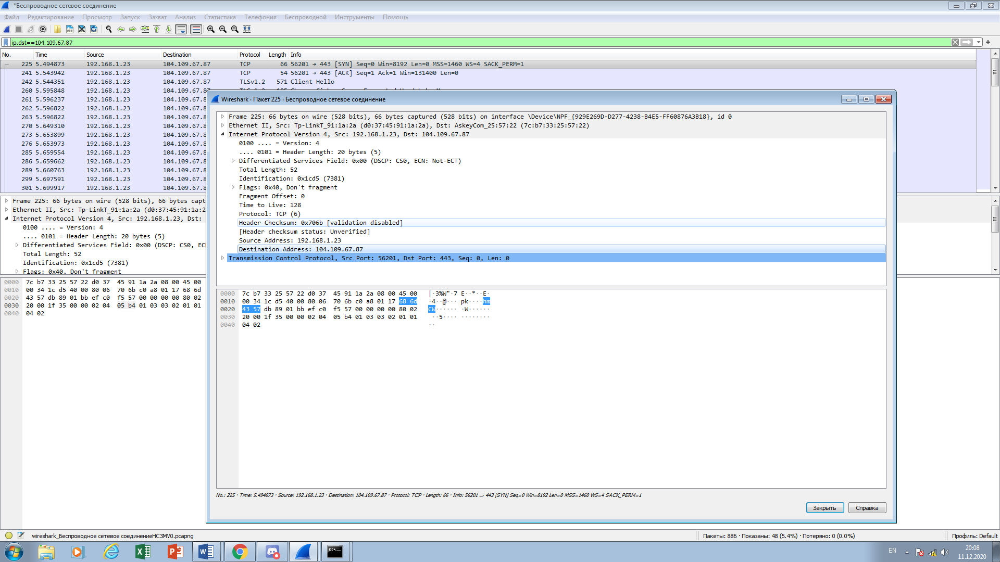 *Беспроводное сетевое соединение
Файл Редактирование Просмотр Запуск Захват Анализ Статистика Телефония Беспроводной Инструменты Помощь
ip.dst==104.109.67.87
No. Time Source Destination Protocol Length Info
225 5.494873 192.168.1.23 104.109.67.87 TCP 66 56201 → 443 [SYN] Seq=0 Win=8192 Len=0 MSS=1460 WS=4 SACK_PERM=1
241 5.543942 192.168.1.23 104.109.67.87 TCP 54 56201 → 443 [ACK] Seq=1 Ack=1 Win=131400 Len=0
242 5.544351 192.168.1.23 104.109.67.87 TLSv1.2 571 Client Hello
260 5.595848 192.168.1.23 104.109.67.87
261 5.596237 192.168.1.23 104.109.67.8
262 5.596822 192.168.1.23 104.109.67.8
263 5.596822 192.168.1.23 104.109.67.8
270 5.649310 192.168.1.23 104.109.67.8
273 5.653899 192.168.1.23 104.109.67.8
276 5.653973 192.168.1.23 104.109.67.8
285 5.659554 192.168.1.23 104.109.67.8
286 5.659662 192.168.1.23 104.109.67.8
289 5.660763 192.168.1.23 104.109.67.8
299 5.697591 192.168.1.23 104.109.67.8
301 5.699917 192.168.1.23 104.109.67.8
Frame 225: 66 bytes on wire (528 bits), 66 bytes capt
Ethernet II, Src: Tp-LinkT_91:1a:2a (d0:37:45:91:1a:2
Internet Protocol Version 4, Src: 192.168.1.23, Dst:
0100 .... = Version: 4
.... 0101 = Header Length: 20 bytes (5)
Differentiated Services Field: 0x00 (DSCP: CS0, EC
Total Length: 52
Identification: 0x1cd5 (7381)
Flags: 0x40, Don't fragment
0000 7c b7 33 25 57 22 d0 37 45 91 1a 2a 08 00 45 00
0010 00 34 1c d5 40 00 80 06 70 6b c0 a8 01 17 68 6d
0020 43 57 db 89 01 bb ef c0 f5 57 00 00 00 00 80 02
0030 20 00 1f 35 00 00 02 04 05 b4 01 03 03 02 01 01
0040 04 02
Wireshark · Пакет 225 · Беспроводное сетевое соединение
Frame 225: 66 bytes on wire (528 bits), 66 bytes captured (528 bits) on interface \Device\NPF_{929E269D-D277-4238-B4E5-FF60876A3B18}, id 0
Ethernet II, Src: Tp-LinkT_91:1a:2a (d0:37:45:91:1a:2a), Dst: AskeyCom_25:57:22 (7c:b7:33:25:57:22)
Internet Protocol Version 4, Src: 192.168.1.23, Dst: 104.109.67.87
0100 .... = Version: 4
.... 0101 = Header Length: 20 bytes (5)
Differentiated Services Field: 0x00 (DSCP: CS0, ECN: Not-ECT)
Total Length: 52
Identification: 0x1cd5 (7381)
Flags: 0x40, Don't fragment
Fragment Offset: 0
Time to Live: 128
Protocol: TCP (6)
Header Checksum: 0x706b [validation disabled]
[Header checksum status: Unverified]
Source Address: 192.168.1.23
Destination Address: 104.109.67.87
Transmission Control Protocol, Src Port: 56201, Dst Port: 443, Seq: 0, Len: 0
0000 7c b7 33 25 57 22 d0 37 45 91 1a 2a 08 00 45 00 |·3%W"·7 E··*··E·
0010 00 34 1c d5 40 00 80 06 70 6b c0 a8 01 17 68 6d ·4··@··· pk····hm
0020 43 57 db 89 01 bb ef c0 f5 57 00 00 00 00 80 02 CW······ ·W······
0030 20 00 1f 35 00 00 02 04 05 b4 01 03 03 02 01 01 ··5···· ········
0040 04 02 ··
No.: 225 · Time: 5.494873 · Source: 192.168.1.23 · Destination: 104.109.67.87 · Protocol: TCP · Length: 66 · Info: 56201 → 443 [SYN] Seq=0 Win=8192 Len=0 MSS=1460 WS=4 SACK_PERM=1
Закрыть Справка
wireshark_Беспроводное сетевое соединениеHC3MV0.pcapng
Пакеты: 886 · Показаны: 48 (5.4%) · Потеряно: 0 (0.0%)
Профиль: Default
EN
20:08
11.12.2020